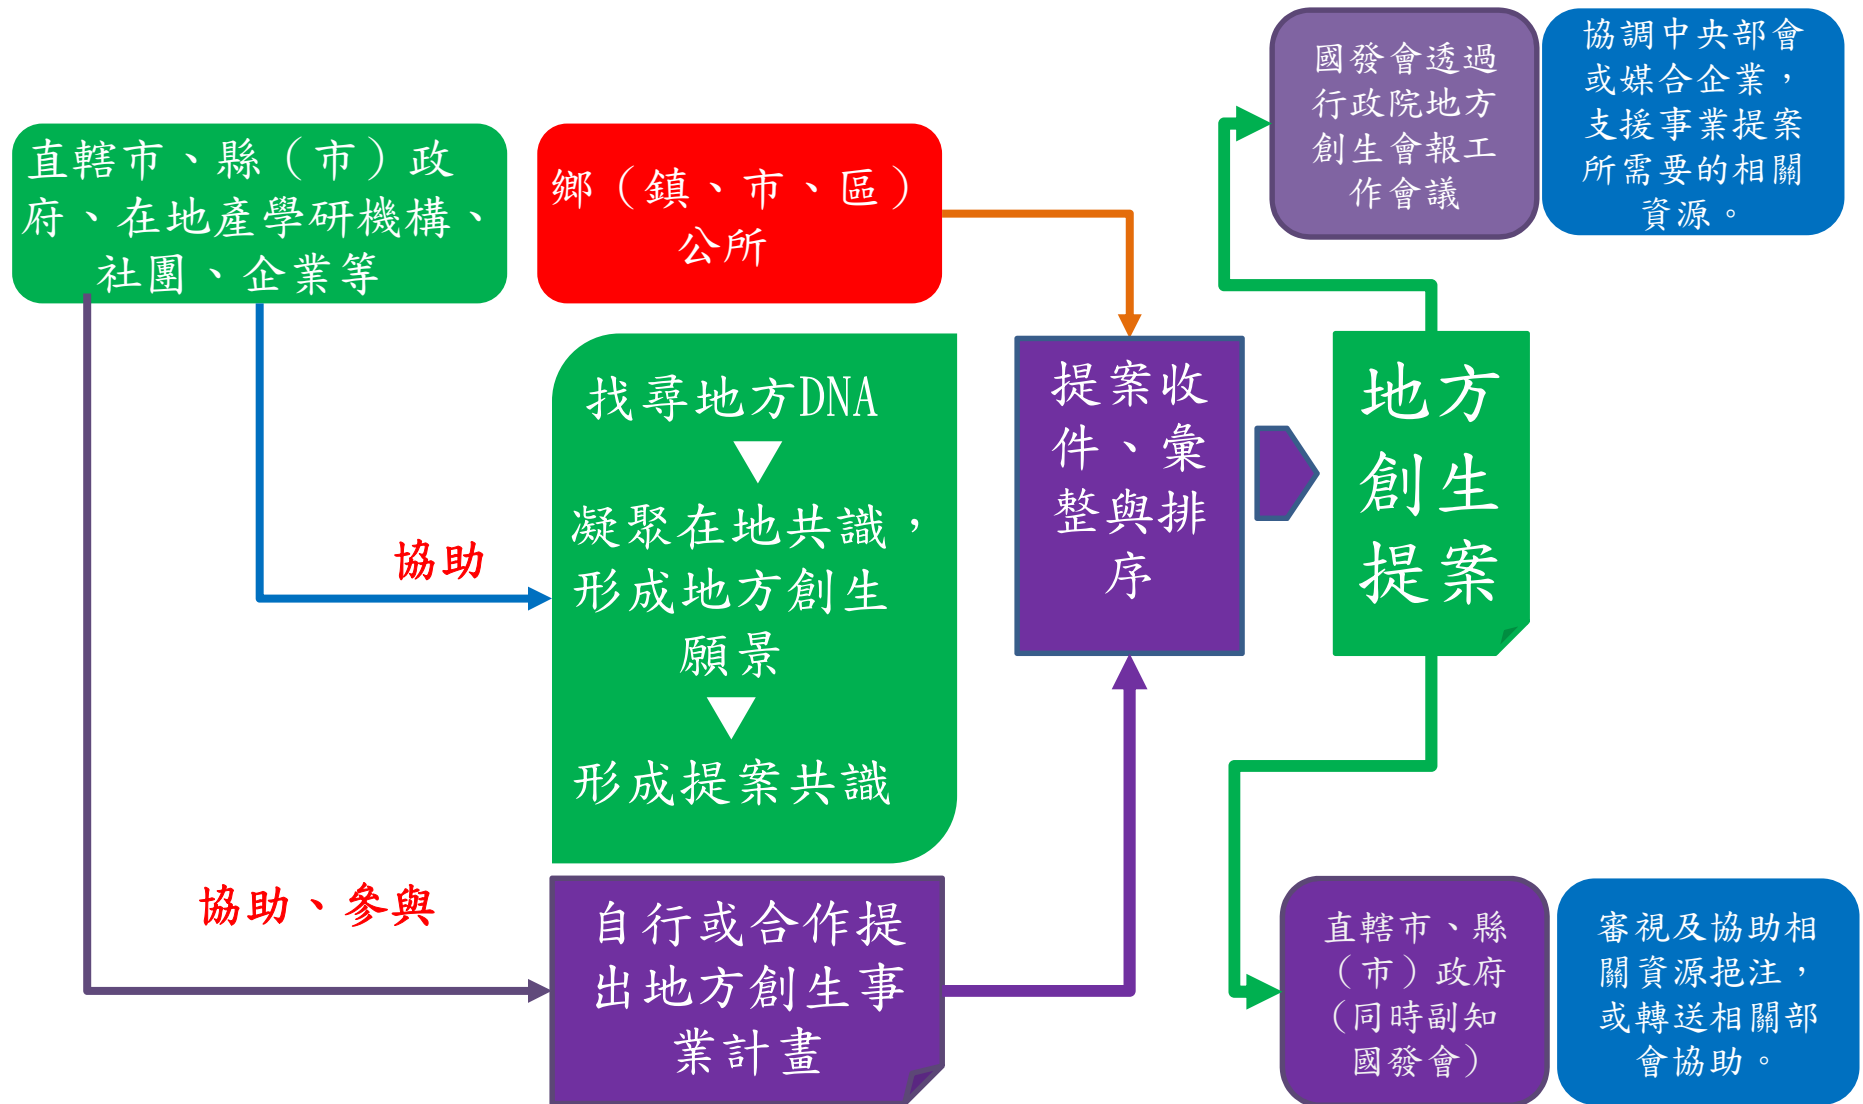 直轄市、縣（市）政
府、在地產學研機構、
社團、企業等
鄉（鎮、市、區）
公所
找尋地方DNA
凝聚在地共識，
形成地方創生
願景
形成提案共識
協助
協助、參與
自行或合作提
出地方創生事
業計畫
提案收
件、彙
整與排
序
地方
創生
提案
國發會透過
行政院地方
創生會報工
作會議
協調中央部會
或媒合企業，
支援事業提案
所需要的相關
資源。
直轄市、縣
（市）政府
（同時副知
國發會）
審視及協助相
關資源挹注，
或轉送相關部
會協助。